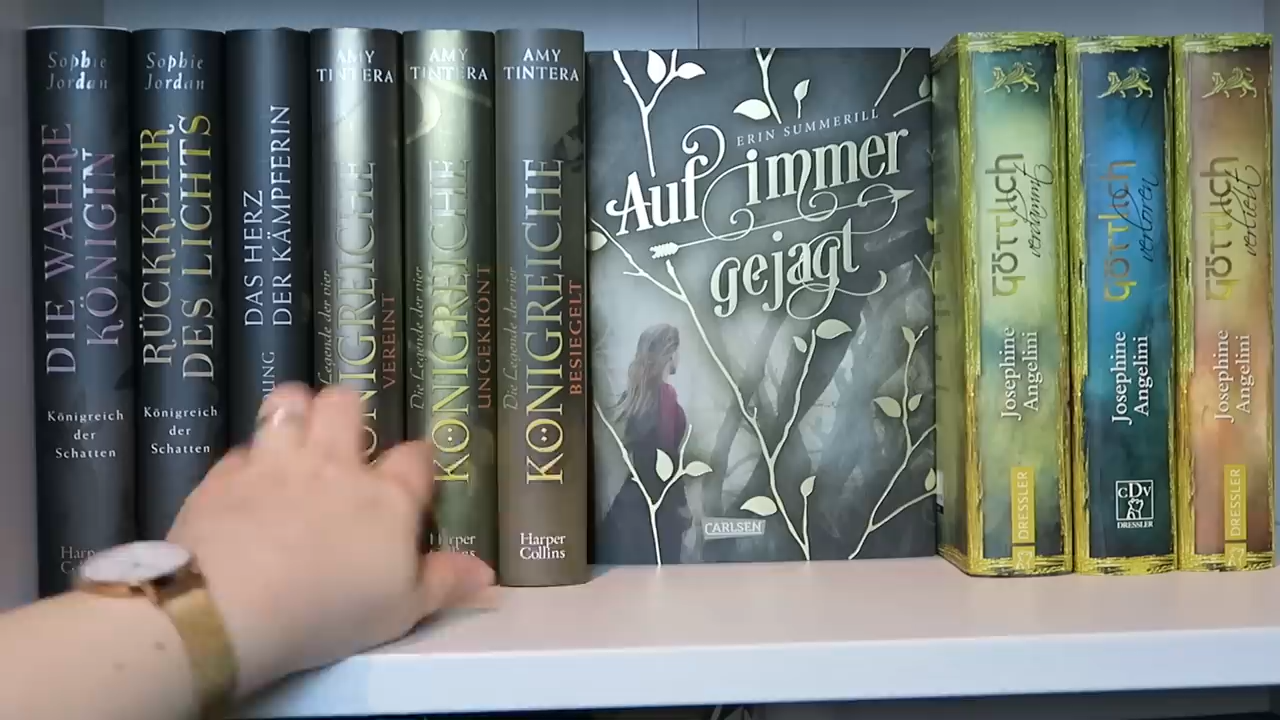 Sophie
Jordan
DIE WAHRE
KÖNIGIN
Königreich
der
Schatten
Sophie
Jordan
RÜCKKEHR
DES LICHTS
Königreich
der
Schatten
DAS HERZ
DER KÄMPFERIN
AMY
TINTERA
KÖNIGREICHE
VEREINT
AMY
TINTERA
Die Legende der vier
KÖNIGREICHE
UNGEKRÖNT
AMY
TINTERA
Die Legende der vier
KÖNIGREICHE
BESIEGELT
Harper
Collins
ERIN SUMMERILL
Auf immer
gejagt
CARLSEN
göttlich
verdammt
Josephine
Angelini
DRESSLER
göttlich
verloren
Josephine
Angelini
CDV
DRESSLER
göttlich
verliebt
Josephine
Angelini
DRESSLER